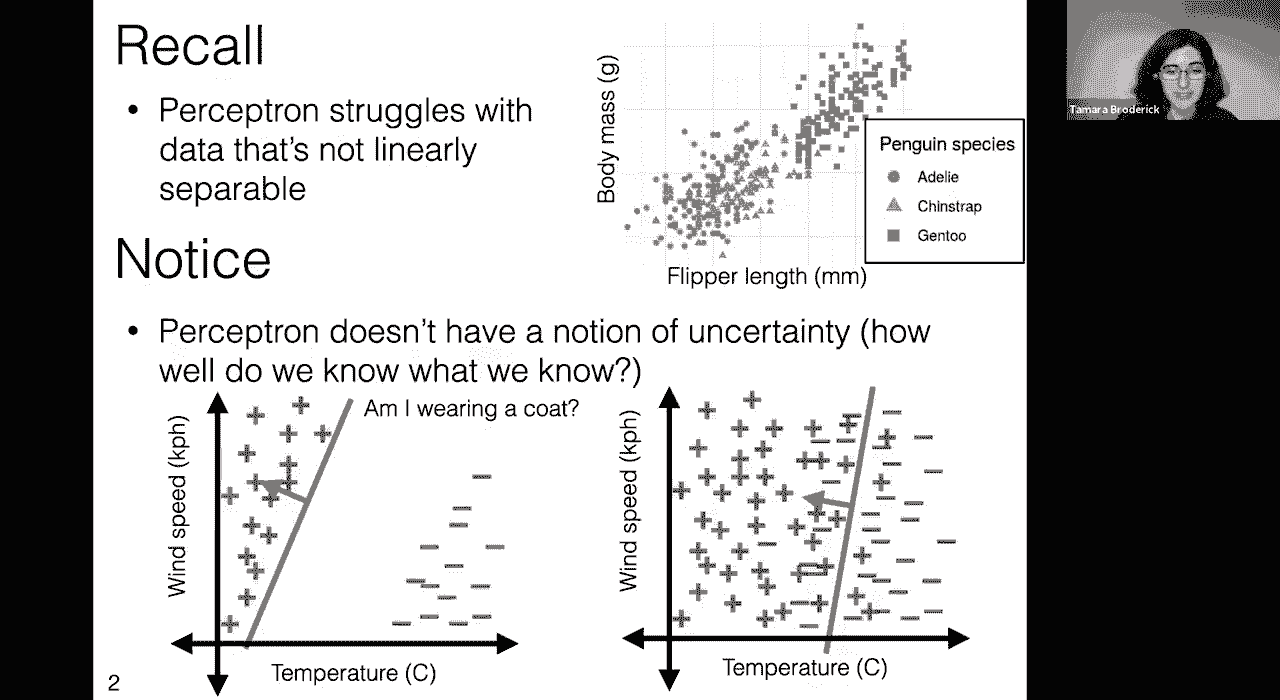 Recall
• Perceptron struggles with
data that's not linearly
separable
Body mass (g)
Flipper length (mm)
Penguin species
Adelie
Chinstrap
Gentoo
Tamara Broderick
Notice
• Perceptron doesn't have a notion of uncertainty (how
well do we know what we know?)
Wind speed (kph)
Am I wearing a coat?
Temperature (C)
Wind speed (kph)
Temperature (C)
2